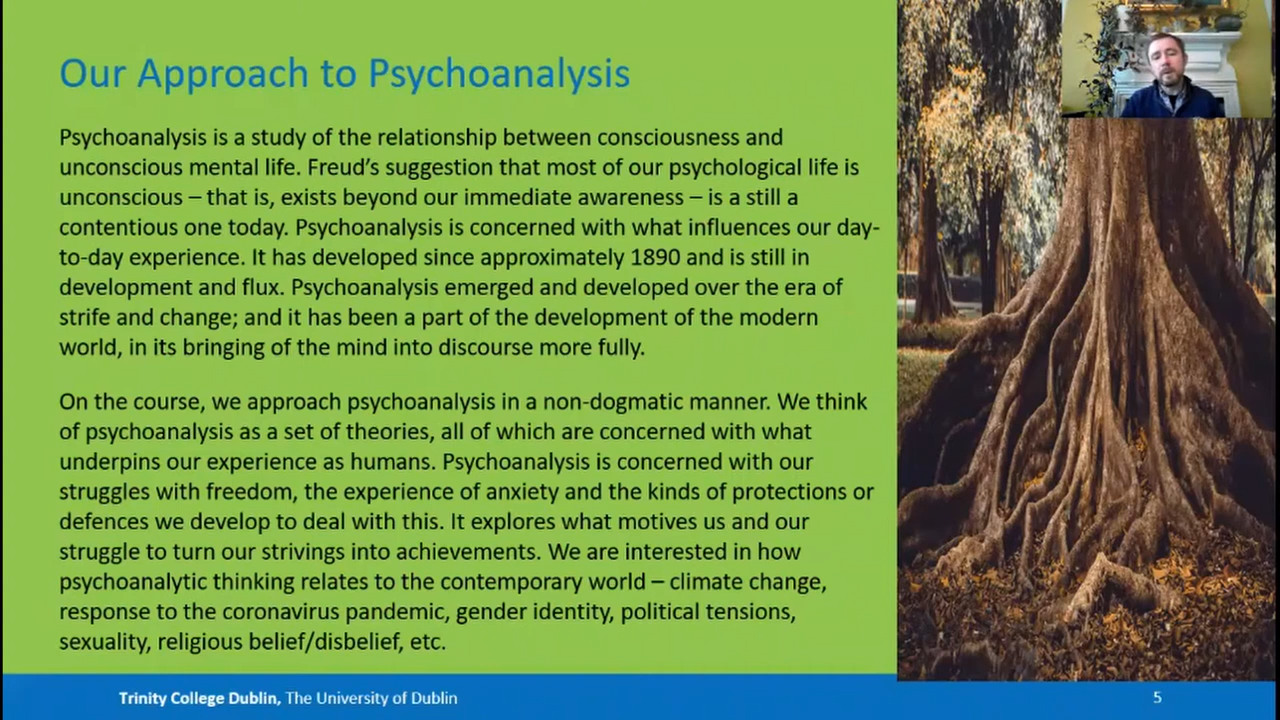 Our Approach to Psychoanalysis
Psychoanalysis is a study of the relationship between consciousness and
unconscious mental life. Freud's suggestion that most of our psychological life is
unconscious – that is, exists beyond our immediate awareness – is a still a
contentious one today. Psychoanalysis is concerned with what influences our day-
to-day experience. It has developed since approximately 1890 and is still in
development and flux. Psychoanalysis emerged and developed over the era of
strife and change; and it has been a part of the development of the modern
world, in its bringing of the mind into discourse more fully.
On the course, we approach psychoanalysis in a non-dogmatic manner. We think
of psychoanalysis as a set of theories, all of which are concerned with what
underpins our experience as humans. Psychoanalysis is concerned with our
struggles with freedom, the experience of anxiety and the kinds of protections or
defences we develop to deal with this. It explores what motives us and our
struggle to turn our strivings into achievements. We are interested in how
psychoanalytic thinking relates to the contemporary world – climate change,
response to the coronavirus pandemic, gender identity, political tensions,
sexuality, religious belief/disbelief, etc.
Trinity College Dublin, The University of Dublin
5